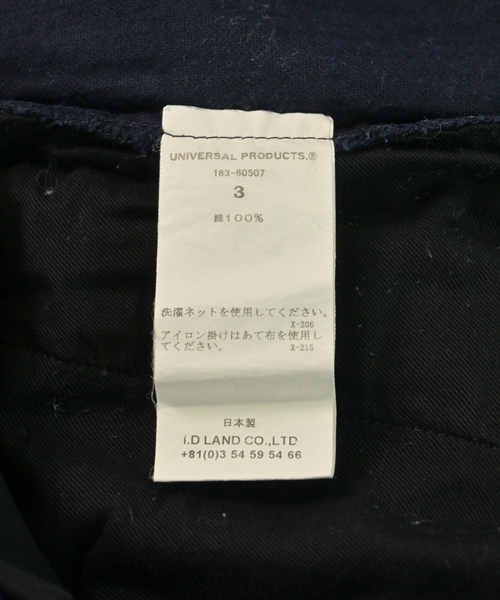 UNIVERSAL PRODUCTS.®
183-60507
3
綿100%
洗濯ネットを使用してください。
X-206
アイロン掛けはあて布を使用し
てください。 X-215
日本製
I.D LAND CO.,LTD
+81(0)3 54 59 54 66